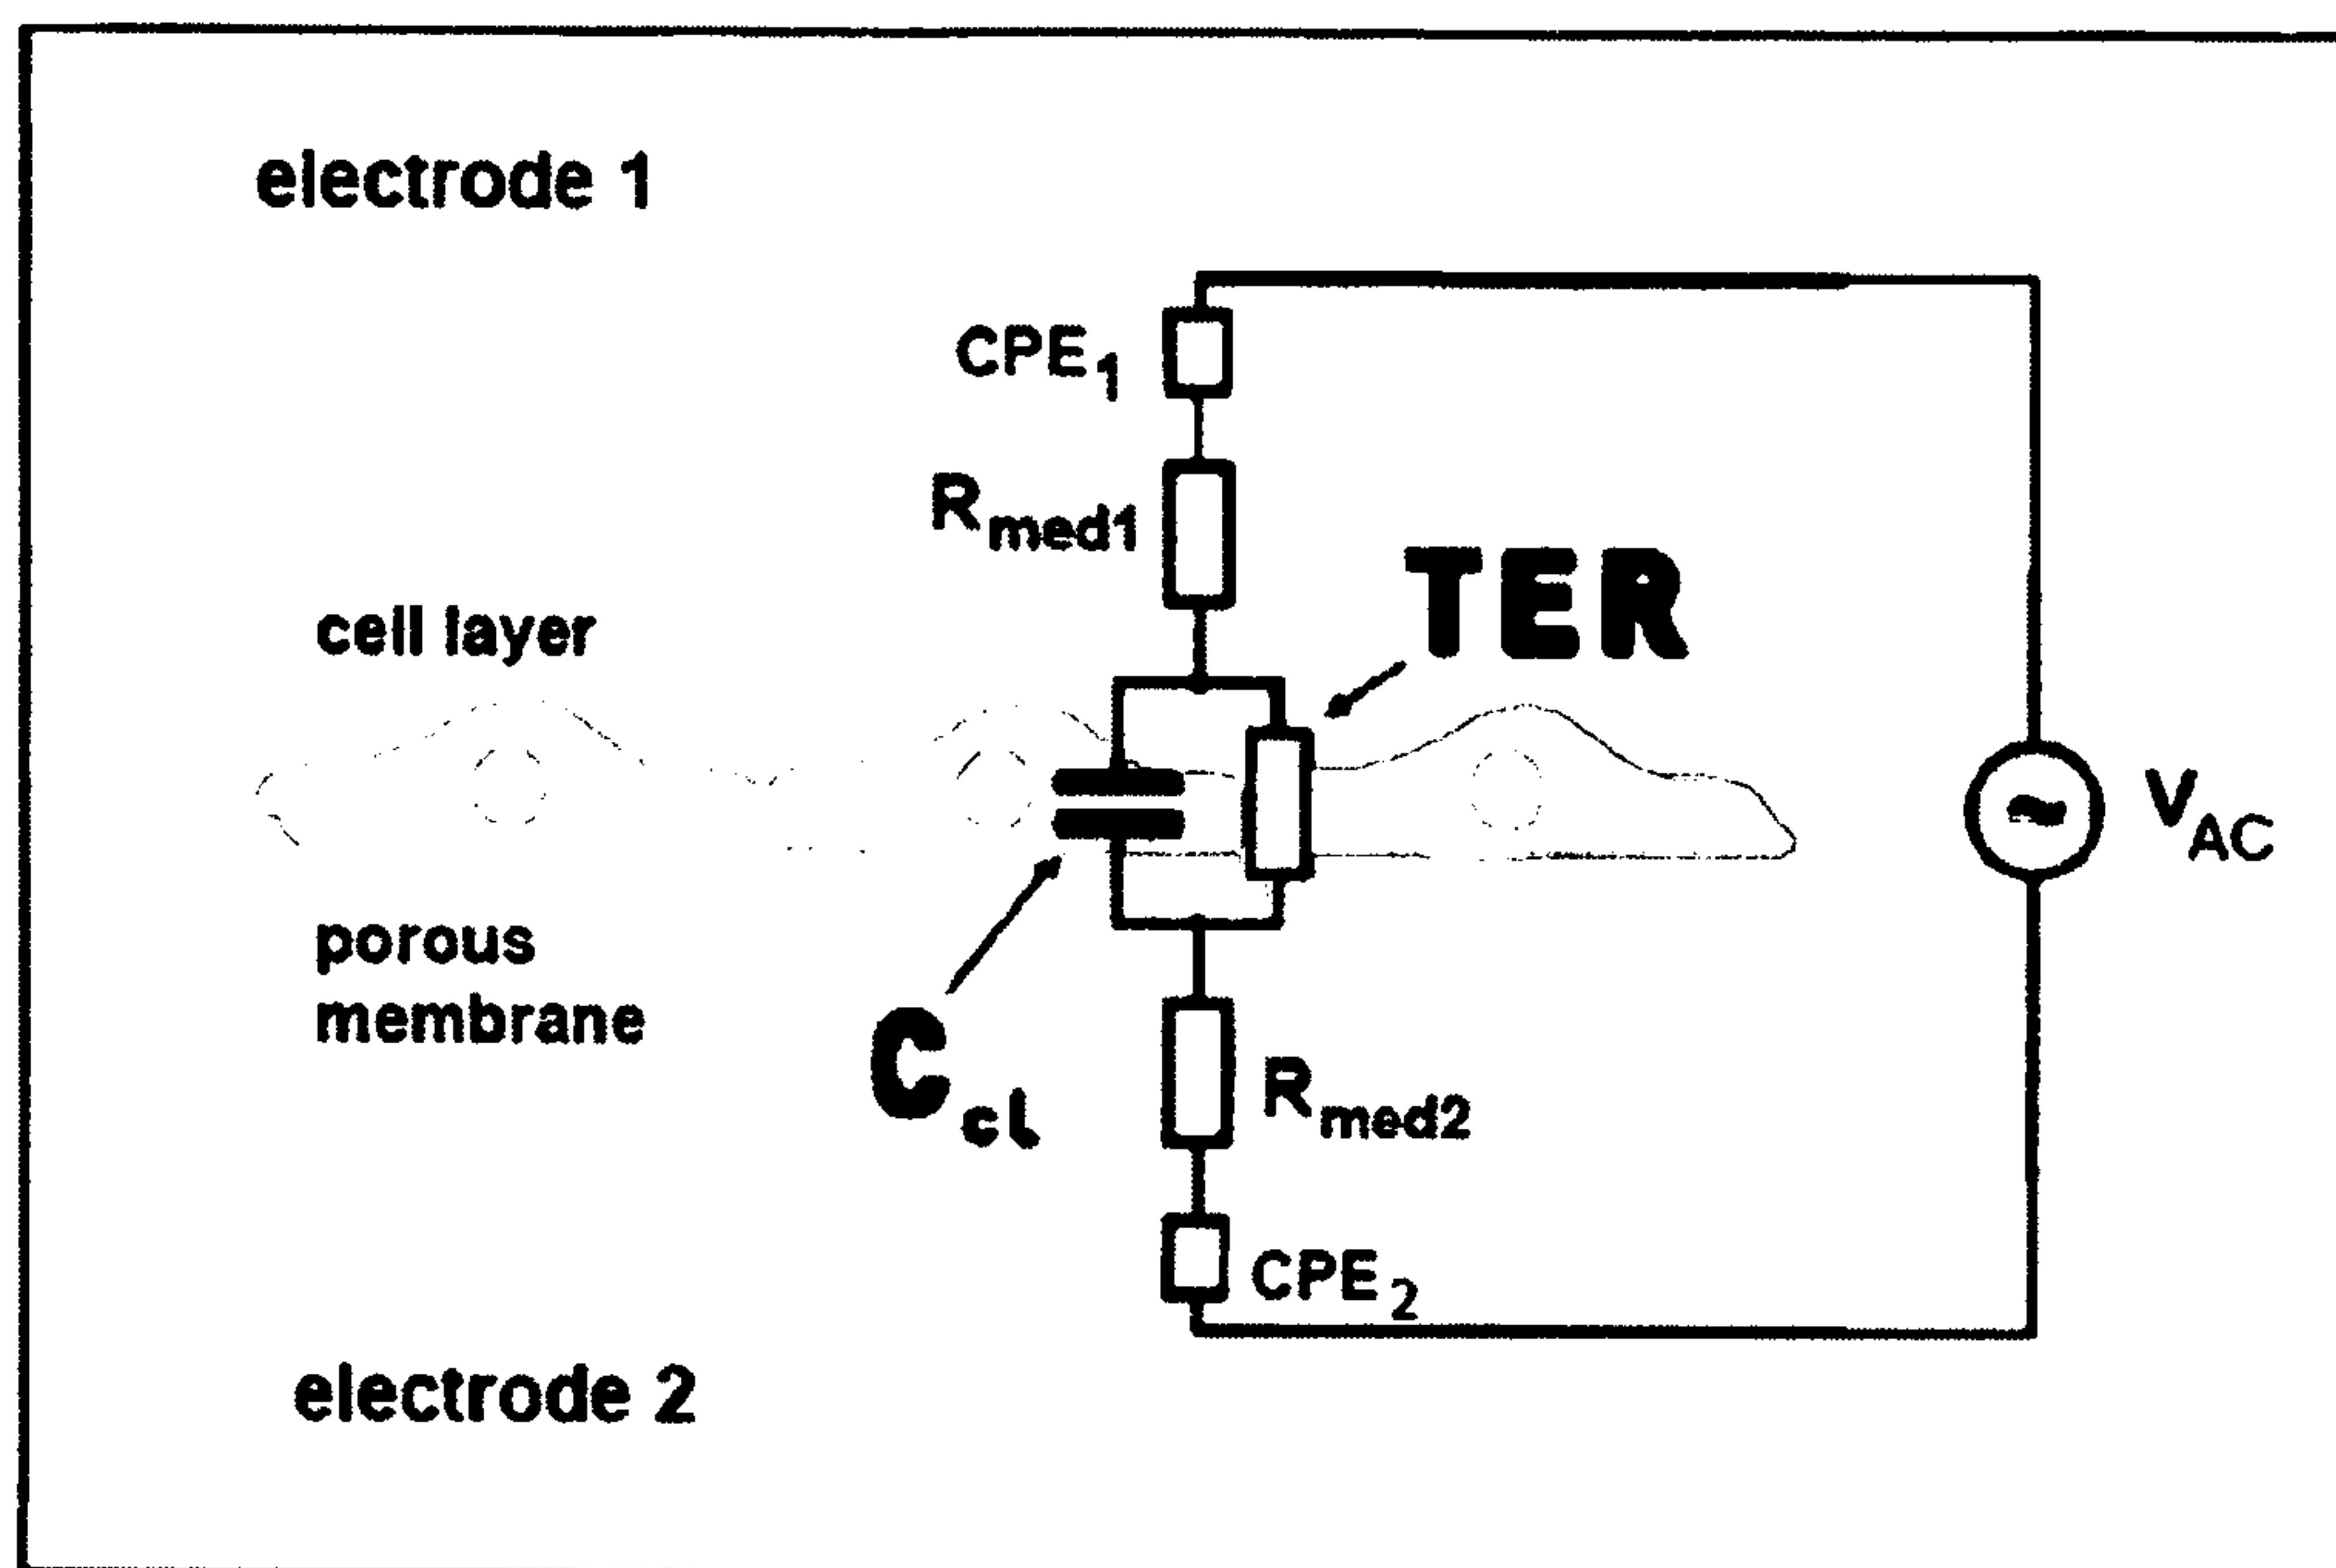 electrode 1
CPE1
Rmed1
TER
cell layer
VAC
porous
membrane
Ccl
Rmed2
CPE2
electrode 2